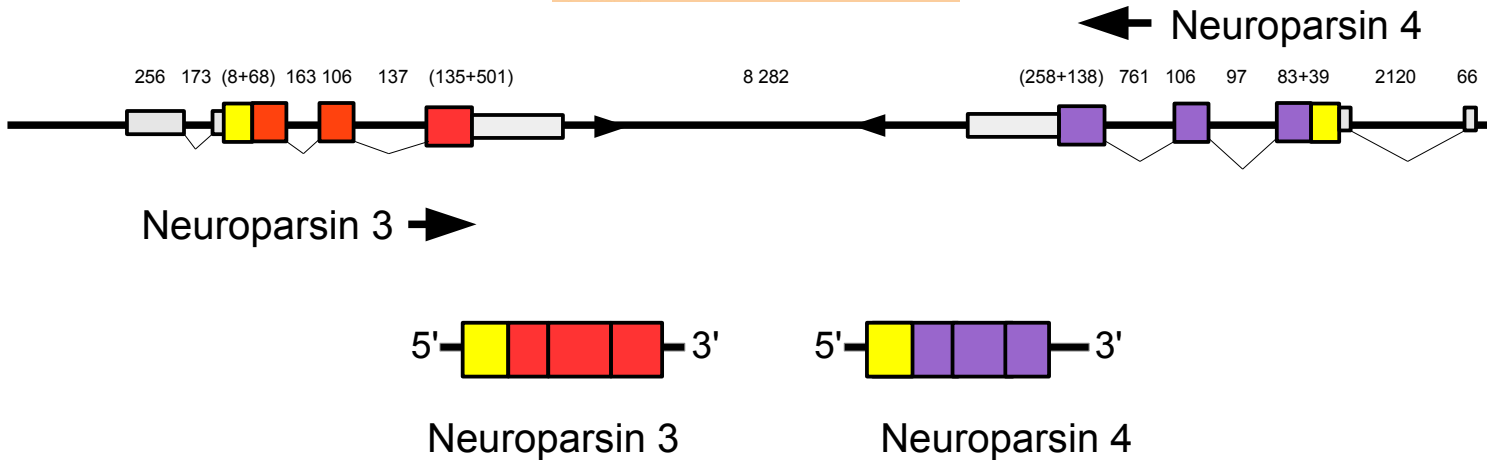 Neuroparsin 4
256 173 (8+68) 163 106 137 (135+501) 8 282 (258+138) 761 106 97 83+39 2120 66
Neuroparsin 3
5' 3' 5' 3'
Neuroparsin 3 Neuroparsin 4